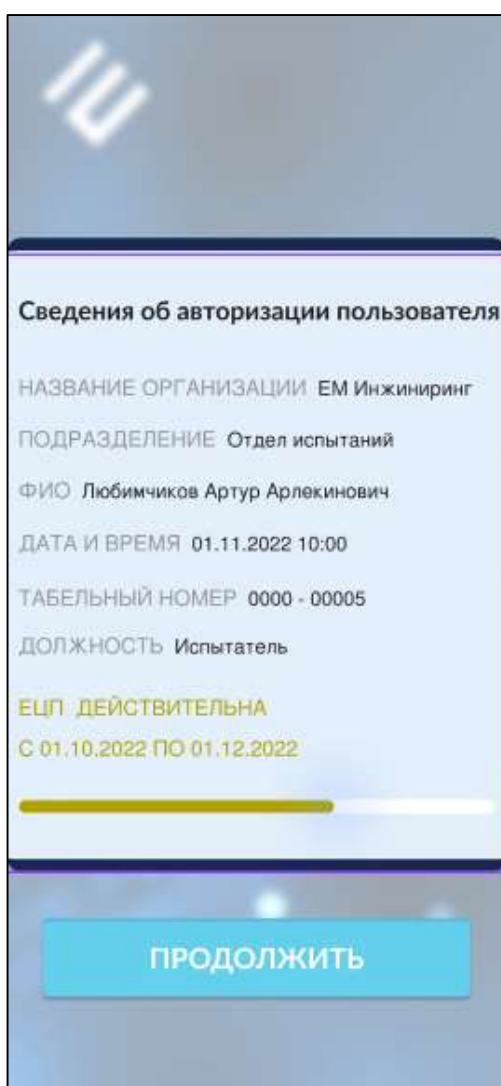 Сведения об авторизации пользователя
НАЗВАНИЕ ОРГАНИЗАЦИИ ЕМ Инжиниринг
ПОДРАЗДЕЛЕНИЕ Отдел испытаний
ФИО Любимчиков Артур Арлекинович
ДАТА И ВРЕМЯ 01.11.2022 10:00
ТАБЕЛЬНЫЙ НОМЕР 0000 - 00005
ДОЛЖНОСТЬ Испытатель
ЕЦП ДЕЙСТВИТЕЛЬНА
С 01.10.2022 ПО 01.12.2022
ПРОДОЛЖИТЬ